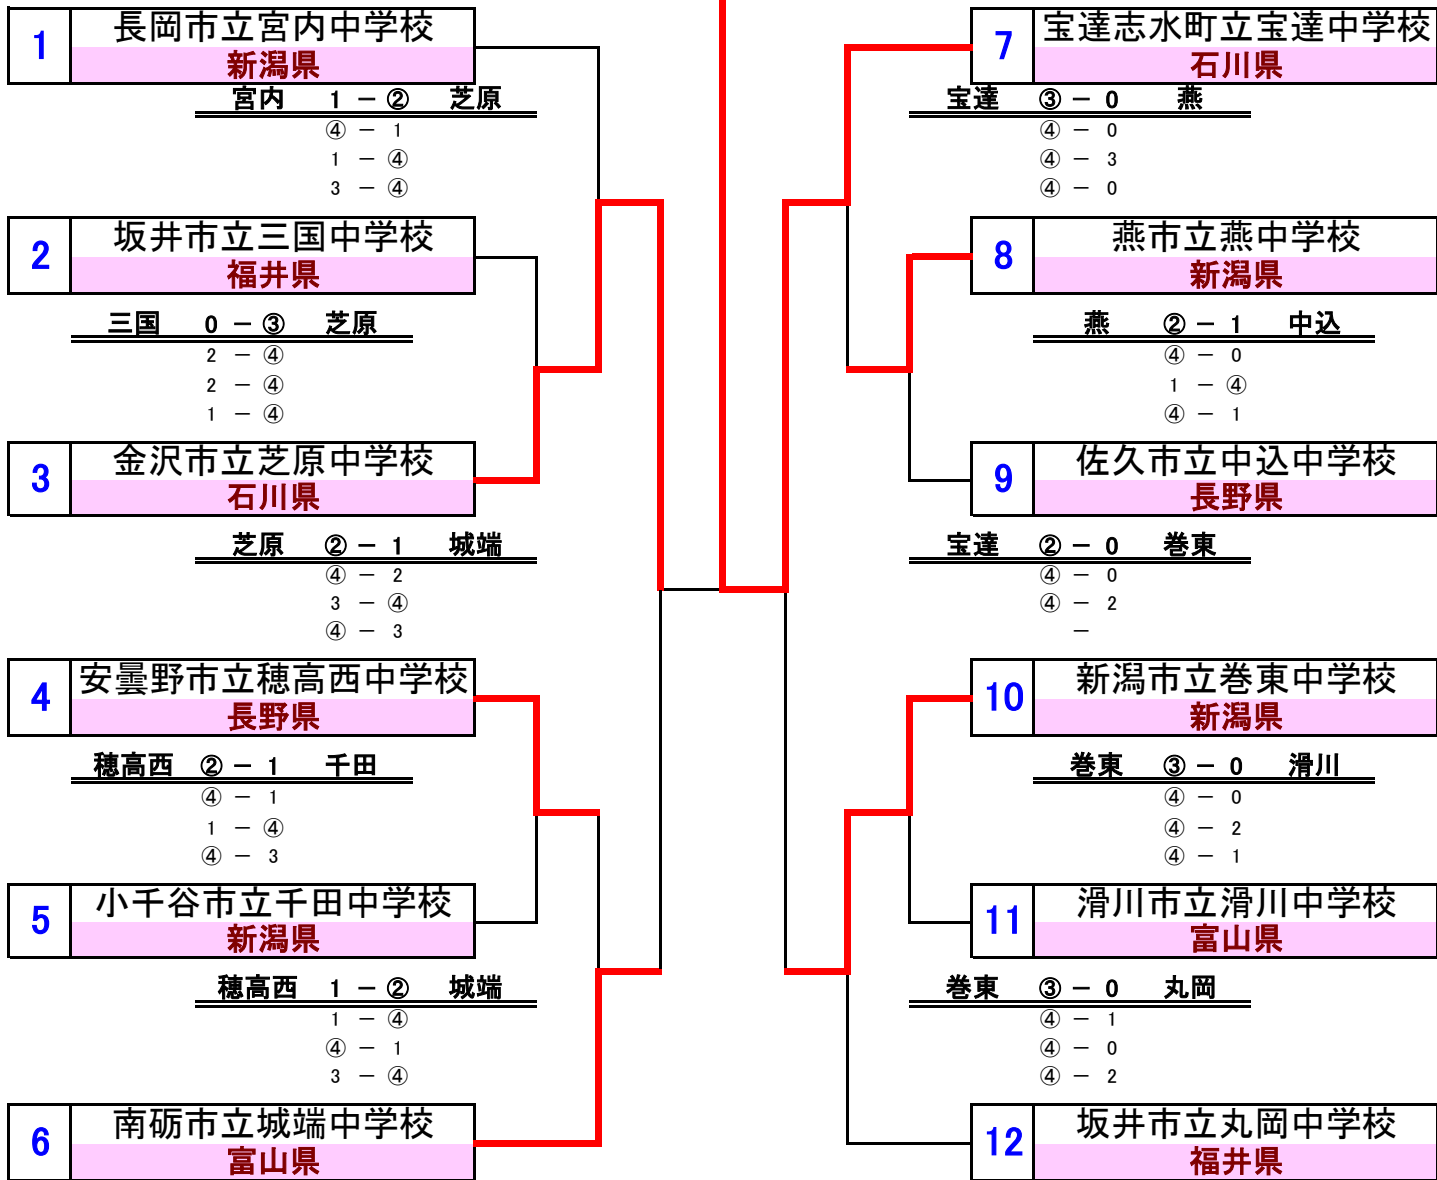 1
長岡市立宮内中学校
新潟県
宮内 1 － ② 芝原
④ － 1
1 － ④
3 － ④
2
坂井市立三国中学校
福井県
三国 0 － ③ 芝原
2 － ④
2 － ④
1 － ④
3
金沢市立芝原中学校
石川県
芝原 ② － 1 城端
④ － 2
3 － ④
④ － 3
4
安曇野市立穂高西中学校
長野県
穂高西 ② － 1 千田
④ － 1
1 － ④
④ － 3
5
小千谷市立千田中学校
新潟県
穂高西 1 － ② 城端
1 － ④
④ － 1
3 － ④
6
南砺市立城端中学校
富山県
7
宝達志水町立宝達中学校
石川県
宝達 ③ － 0 燕
④ － 0
④ － 3
④ － 0
8
燕市立燕中学校
新潟県
燕 ② － 1 中込
④ － 0
1 － ④
④ － 1
9
佐久市立中込中学校
長野県
宝達 ② － 0 巻東
④ － 0
④ － 2
－
10
新潟市立巻東中学校
新潟県
巻東 ③ － 0 滑川
④ － 0
④ － 2
④ － 1
11
滑川市立滑川中学校
富山県
巻東 ③ － 0 丸岡
④ － 1
④ － 0
④ － 2
12
坂井市立丸岡中学校
福井県